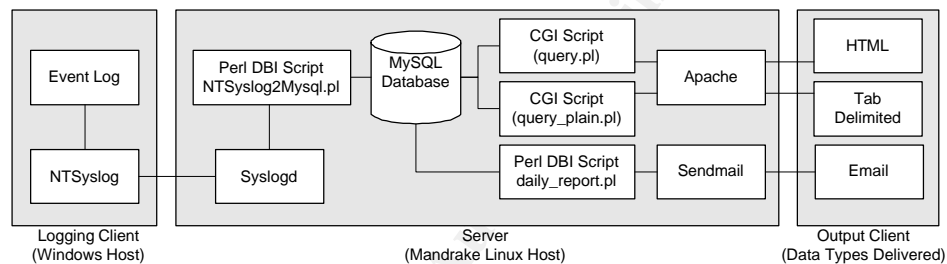 Event Log
NTSyslog
Logging Client
(Windows Host)
Perl DBI Script
NTSyslog2Mysql.pl
Syslogd
MySQL
Database
CGI Script
(query.pl)
CGI Script
(query_plain.pl)
Perl DBI Script
daily_report.pl
Apache
Sendmail
Server
(Mandrake Linux Host)
HTML
Tab
Delimited
Email
Output Client
(Data Types Delivered)